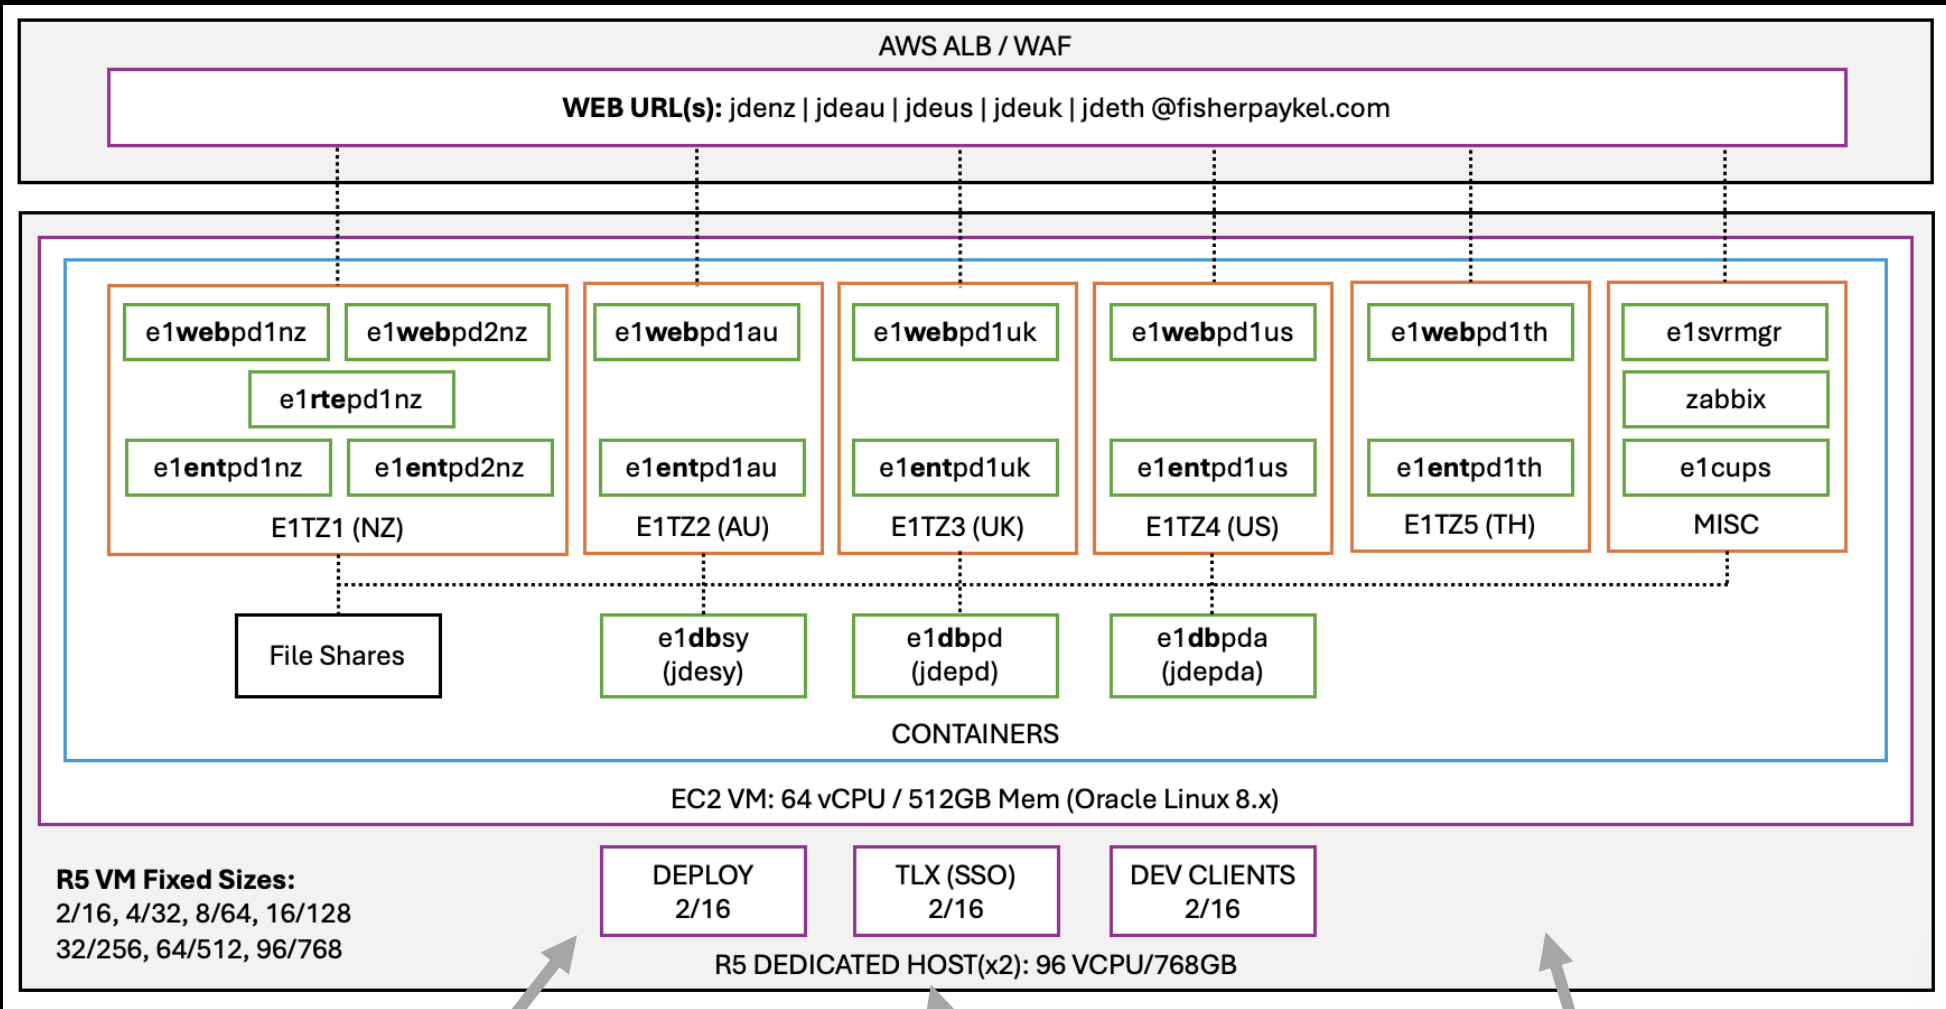 AWS ALB / WAF
WEB URL(s): jdenz | jdeau | jdeus | jdeuk | jdeth @fisherpaykel.com
e1webpd1nz
e1webpd2nz
e1rtepd1nz
e1entpd1nz
e1entpd2nz
E1TZ1 (NZ)
e1webpd1au
e1entpd1au
E1TZ2 (AU)
e1webpd1uk
e1entpd1uk
E1TZ3 (UK)
e1webpd1us
e1entpd1us
E1TZ4 (US)
e1webpd1th
e1entpd1th
E1TZ5 (TH)
e1svrmgr
zabbix
e1cups
MISC
File Shares
e1dbsy
(jdesy)
e1dbpd
(jdepd)
e1dbpda
(jdepda)
CONTAINERS
EC2 VM: 64 vCPU / 512GB Mem (Oracle Linux 8.x)
R5 VM Fixed Sizes:
2/16, 4/32, 8/64, 16/128
32/256, 64/512, 96/768
DEPLOY
2/16
TLX (SSO)
2/16
DEV CLIENTS
2/16
R5 DEDICATED HOST(x2): 96 VCPU/768GB